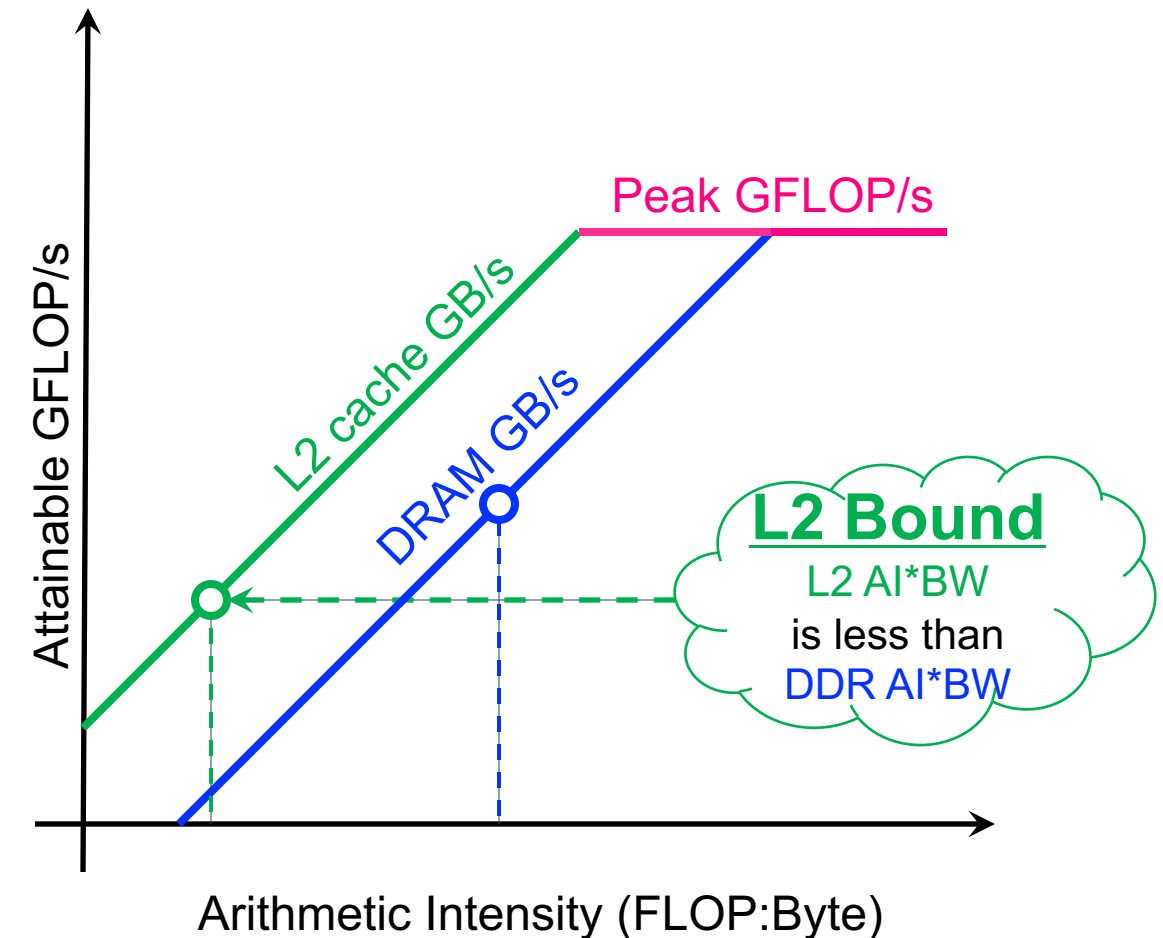 Peak GFLOP/s
Attainable GFLOP/s
L2 cache GB/s
DRAM GB/s
L2 Bound
L2 AI*BW
is less than
DDR AI*BW
Arithmetic Intensity (FLOP:Byte)